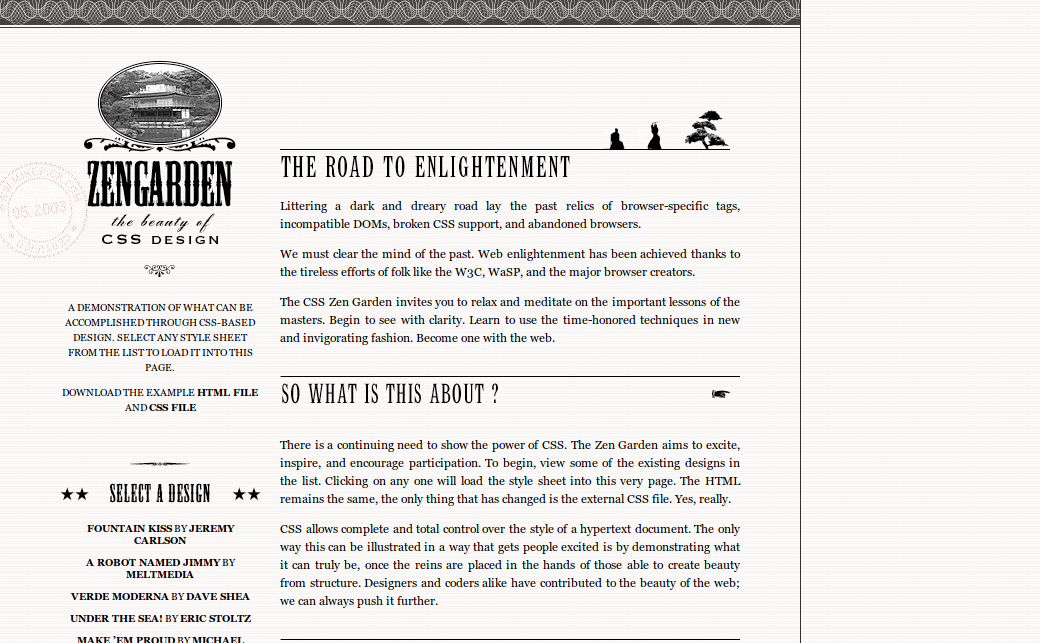 ZENGARDEN
the beauty of
CSS DESIGN
05.2003
A DEMONSTRATION OF WHAT CAN BE
ACCOMPLISHED THROUGH CSS-BASED
DESIGN. SELECT ANY STYLE SHEET
FROM THE LIST TO LOAD IT INTO THIS
PAGE.
DOWNLOAD THE EXAMPLE HTML FILE
AND CSS FILE
SELECT A DESIGN
FOUNTAIN KISS BY JEREMY
CARLSON
A ROBOT NAMED JIMMY BY
MELTMEDIA
VERDE MODERNA BY DAVE SHEA
UNDER THE SEA! BY ERIC STOLTZ
MAKE 'EM PROUD BY MICHAEL
THE ROAD TO ENLIGHTENMENT
Littering a dark and dreary road lay the past relics of browser-specific tags,
incompatible DOMs, broken CSS support, and abandoned browsers.
We must clear the mind of the past. Web enlightenment has been achieved thanks to
the tireless efforts of folk like the W3C, WaSP, and the major browser creators.
The CSS Zen Garden invites you to relax and meditate on the important lessons of the
masters. Begin to see with clarity. Learn to use the time-honored techniques in new
and invigorating fashion. Become one with the web.
SO WHAT IS THIS ABOUT ?
There is a continuing need to show the power of CSS. The Zen Garden aims to excite,
inspire, and encourage participation. To begin, view some of the existing designs in
the list. Clicking on any one will load the style sheet into this very page. The HTML
remains the same, the only thing that has changed is the external CSS file. Yes, really.
CSS allows complete and total control over the style of a hypertext document. The only
way this can be illustrated in a way that gets people excited is by demonstrating what
it can truly be, once the reins are placed in the hands of those able to create beauty
from structure. Designers and coders alike have contributed to the beauty of the web;
we can always push it further.